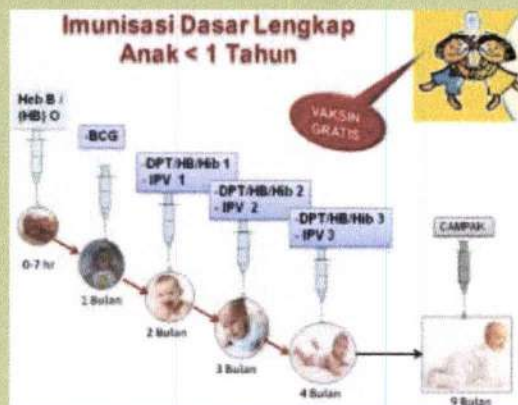 Imunisasi Dasar Lengkap
Anak < 1 Tahun
VAKSIN
GRATIS
Heb B /
(HB) O
-BCG
-DPT/HB/Hib 1
- IPV 1
-DPT/HB/Hib 2
- IPV 2
-DPT/HB/Hib 3
- IPV 3
CAMPAK
0-7 hr
1 Bulan
2 Bulan
3 Bulan
4 Bulan
9 Bulan